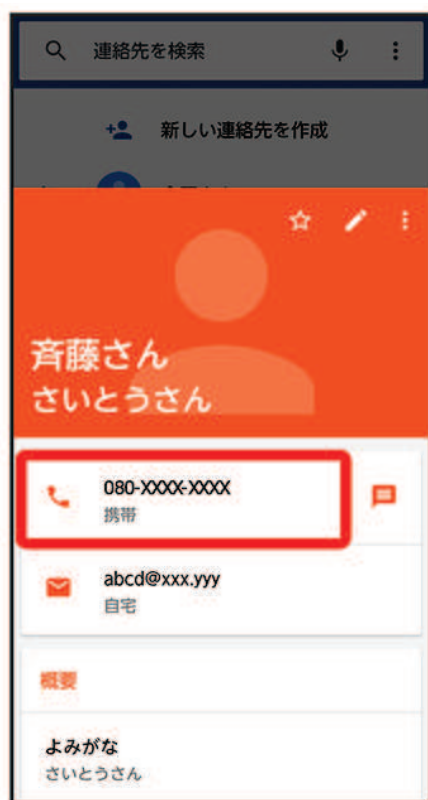 連絡先を検索
新しい連絡先を作成
斉藤さん
さいとうさん
080-XXXX-XXXX
携帯
abcd@xxx.yyy
自宅
概要
よみがな
さいとうさん